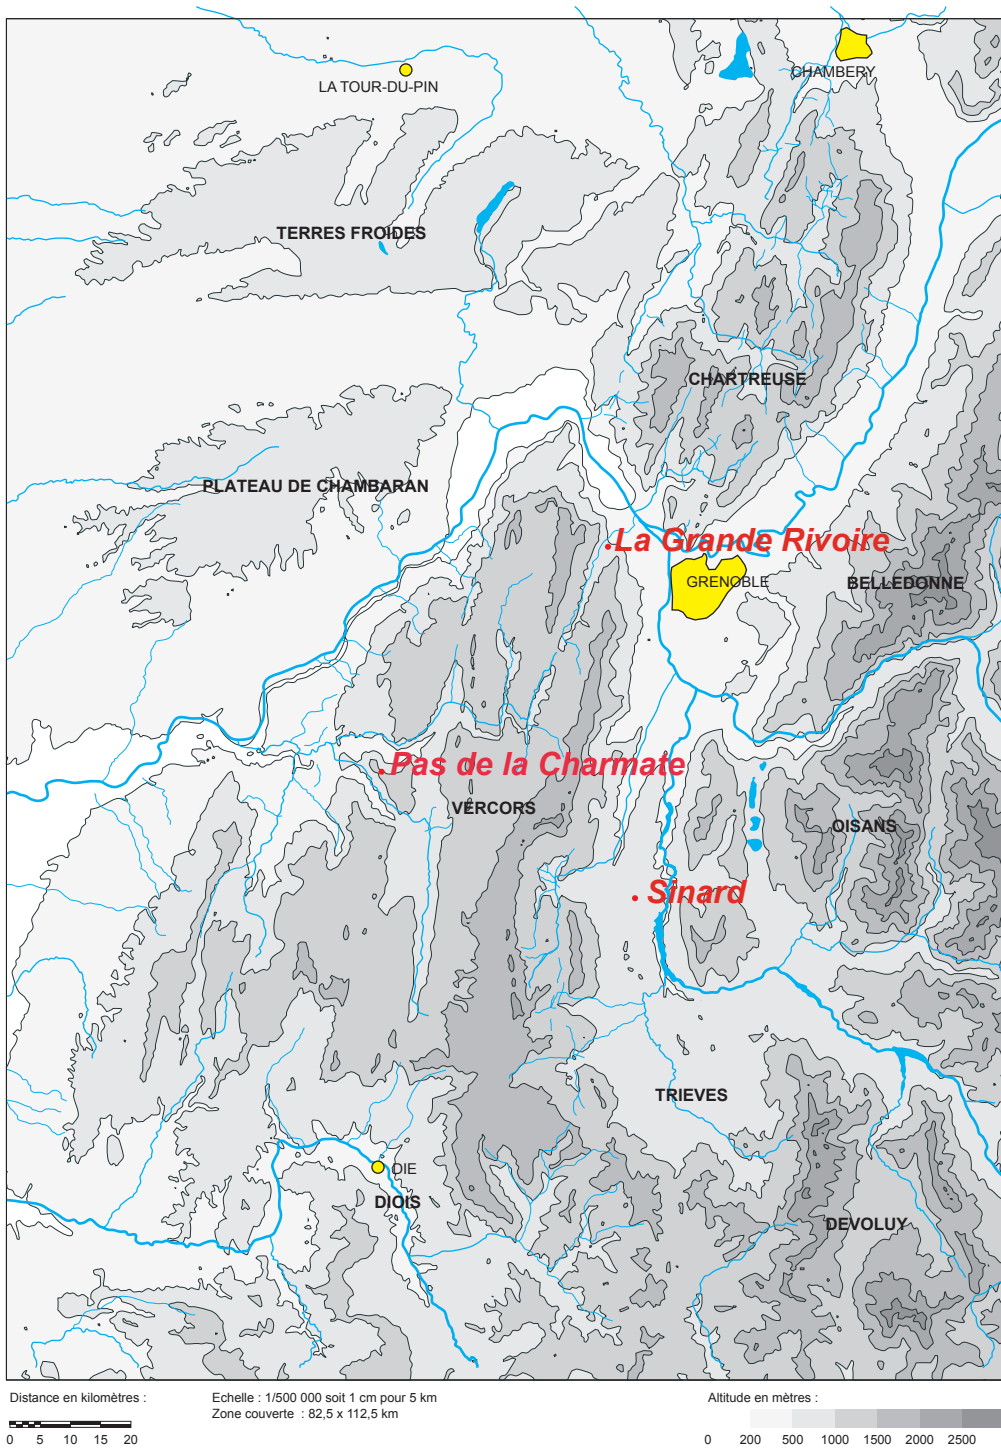 CHAMBERY
LA TOUR-DU-PIN
TERRES FROIDES
CHARTREUSE
PLATEAU DE CHAMBARAN
La Grande Rivoire
GRENOBLE
BELLEDONNE
Pas de la Charmate
VERCORS
OISANS
Sinard
TRIEVES
DIE
DIOIS
DEVOLUY
Distance en kilomètres :
0 5 10 15 20
Echelle : 1/500 000 soit 1 cm pour 5 km
Zone couverte : 82,5 x 112,5 km
Altitude en mètres :
0 200 500 1000 1500 2000 2500